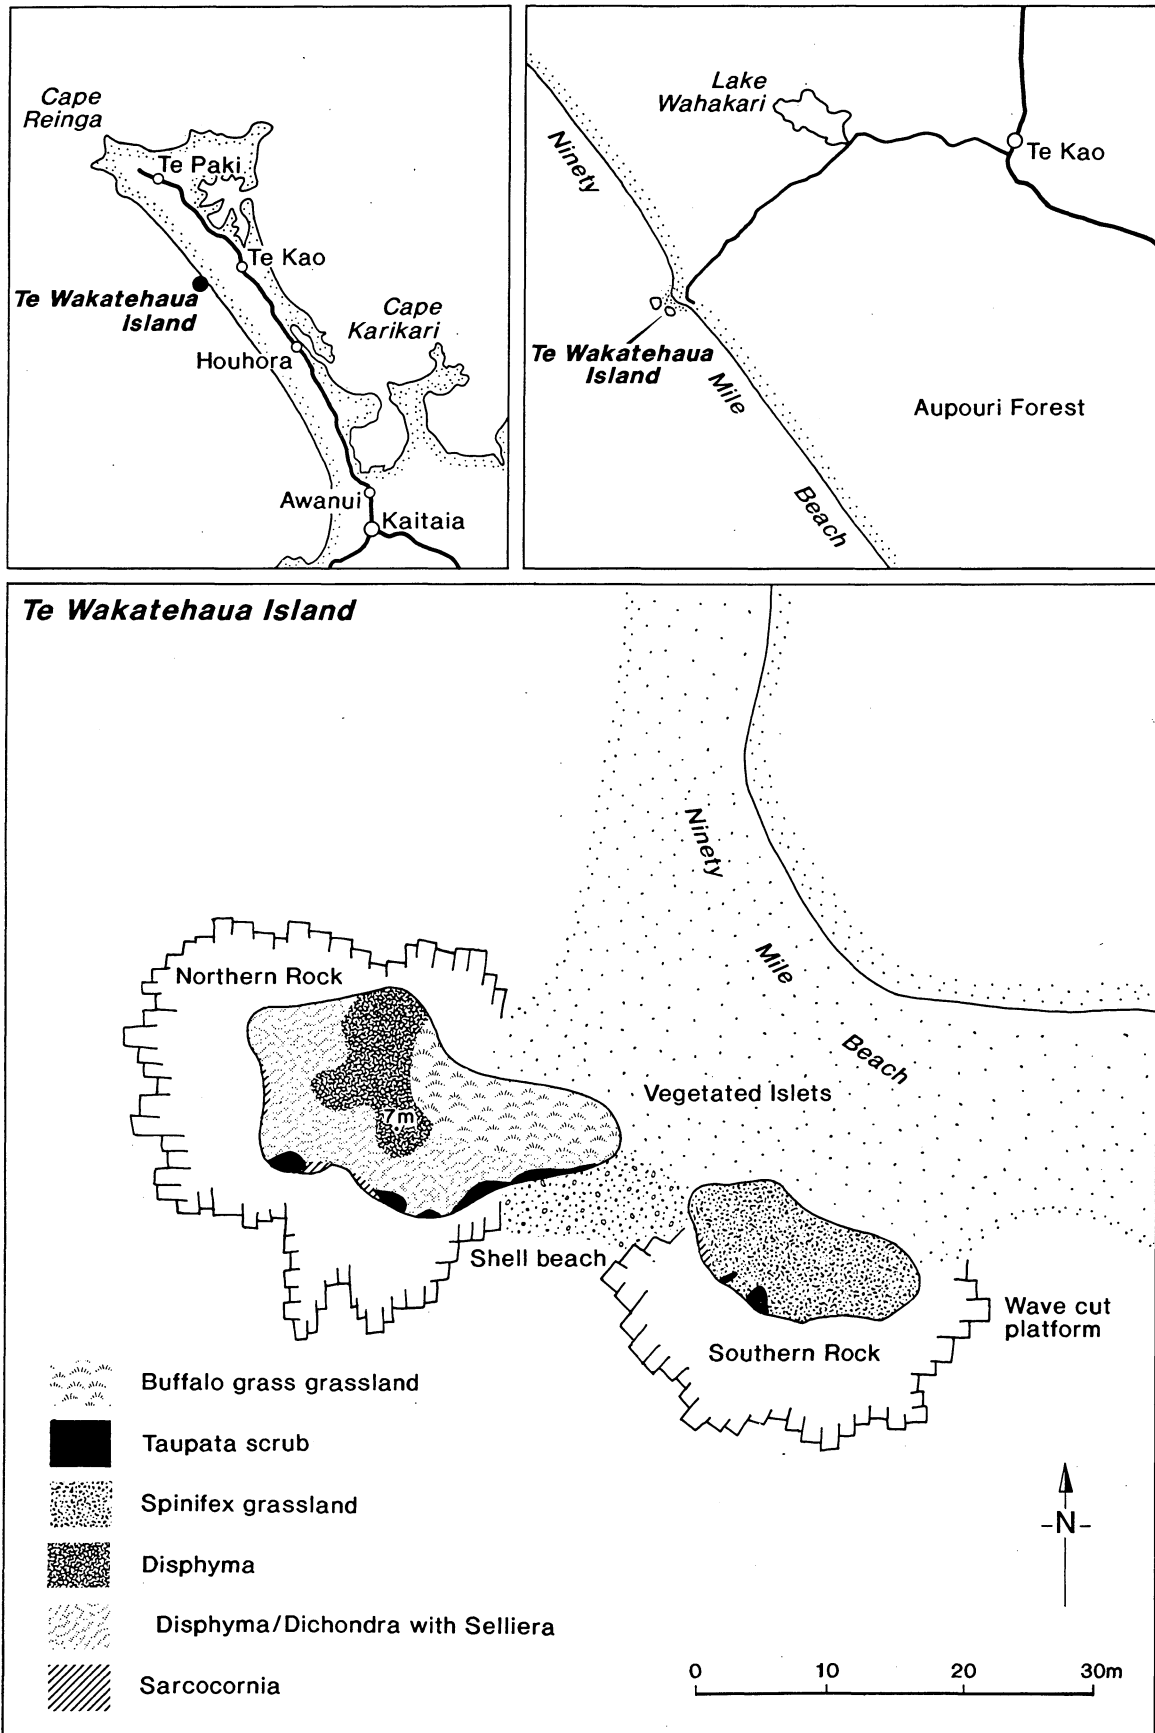 Cape
Reinga
Te Paki
Te Kao
Te Wakatehaua
Island
Cape
Karikari
Houhora
Awanui
Kaitaia
Lake
Wahakari
Ninety
Te Kao
Te Wakatehaua
Island
Mile
Aupouri Forest
Beach
Te Wakatehaua Island
Ninety
Mile
Northern Rock
Beach
Vegetated Islets
7m
Shell beach
Wave cut
platform
Southern Rock
Buffalo grass grassland
Taupata scrub
Spinifex grassland
Disphyma
Disphyma/Dichondra with Selliera
Sarcocornia
-N-
0 10 20 30m